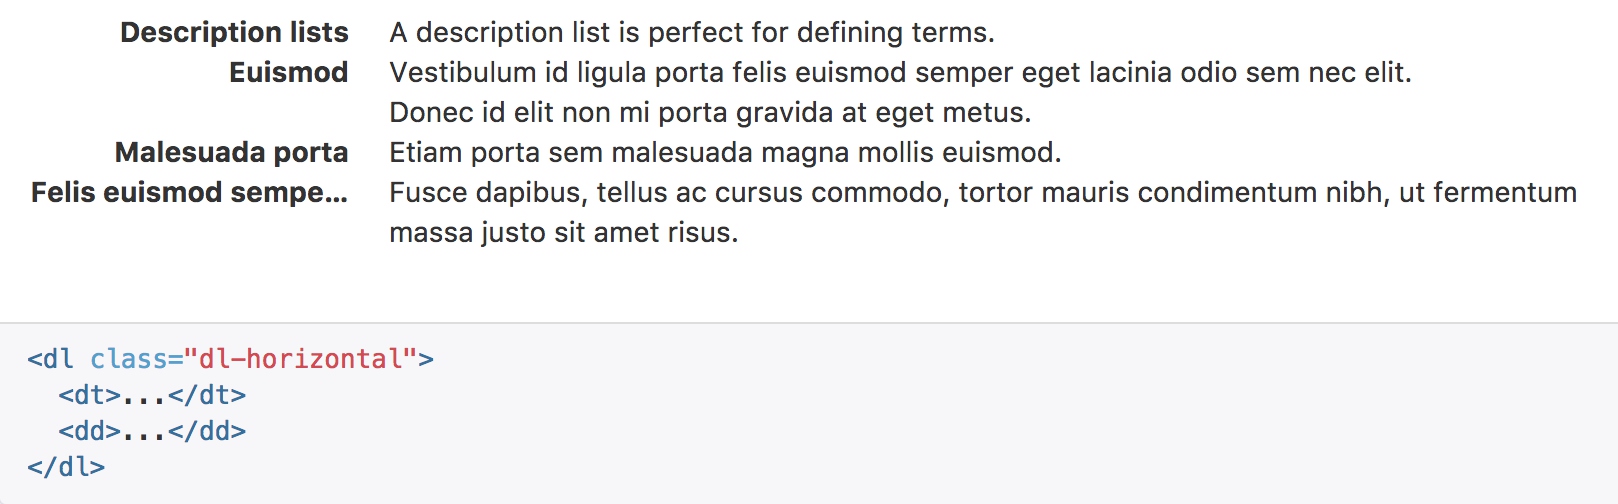 Description lists A description list is perfect for defining terms.
Euismod Vestibulum id ligula porta felis euismod semper eget lacinia odio sem nec elit.
Donec id elit non mi porta gravida at eget metus.
Malesuada porta Etiam porta sem malesuada magna mollis euismod.
Felis euismod sempe... Fusce dapibus, tellus ac cursus commodo, tortor mauris condimentum nibh, ut fermentum
massa justo sit amet risus.
<dl class="dl-horizontal">
  <dt>...</dt>
  <dd>...</dd>
</dl>